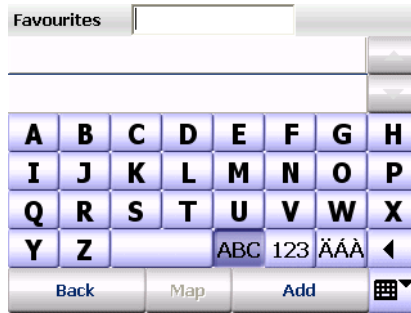 Favourites
A B C D E F G H
I J K L M N O P
Q R S T U V W X
Y Z ABC 123 ÄÁÀ
Back Map Add